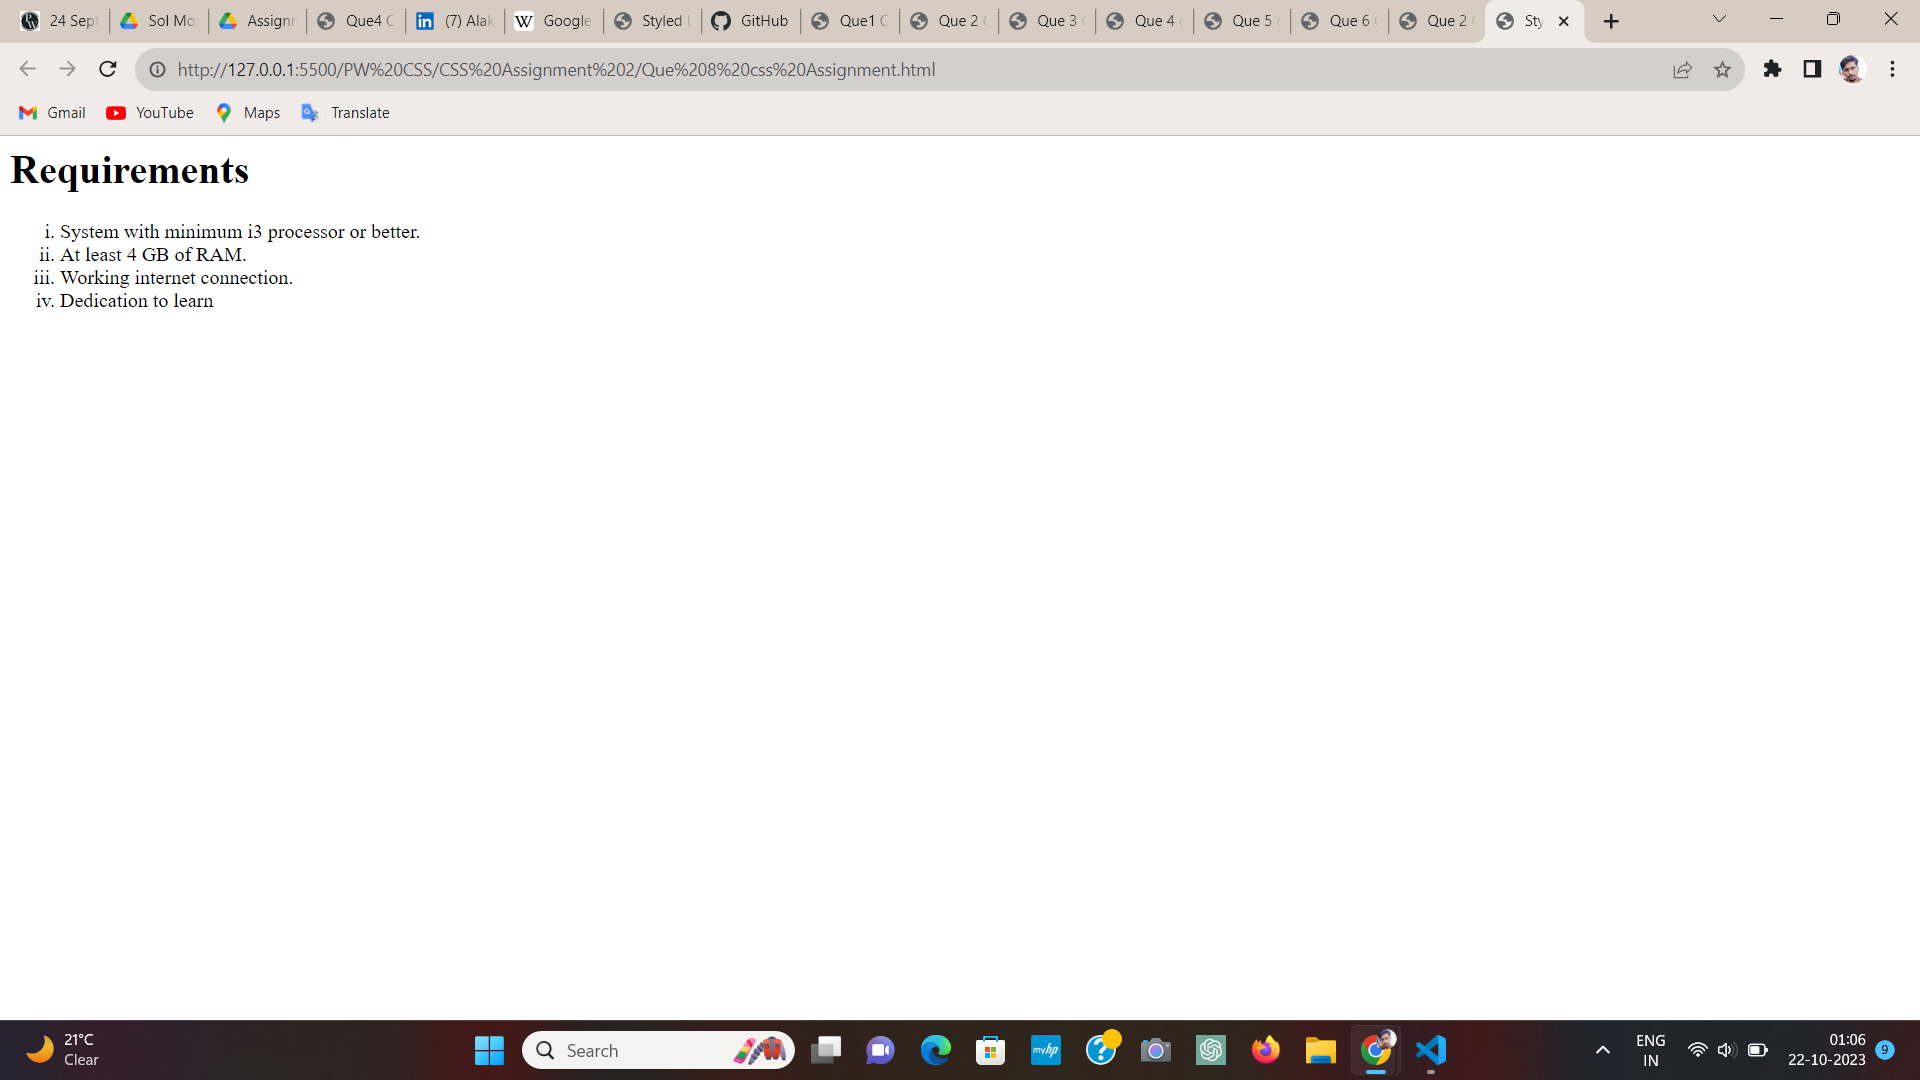 24 Sept
Sol Mo
Assignr
Que4 C
(7) Alak
Google
Styled L
GitHub
Que1 C
Que 2
Que 3
Que 4
Que 5
Que 6
Que 2
Sty
http://127.0.0.1:5500/PW%20CSS/CSS%20Assignment%202/Que%208%20css%20Assignment.html
Gmail YouTube Maps Translate
Requirements
i. System with minimum i3 processor or better.
ii. At least 4 GB of RAM.
iii. Working internet connection.
iv. Dedication to learn
21°C
Clear
Search
myhp
ENG
IN
01:06
22-10-2023
9